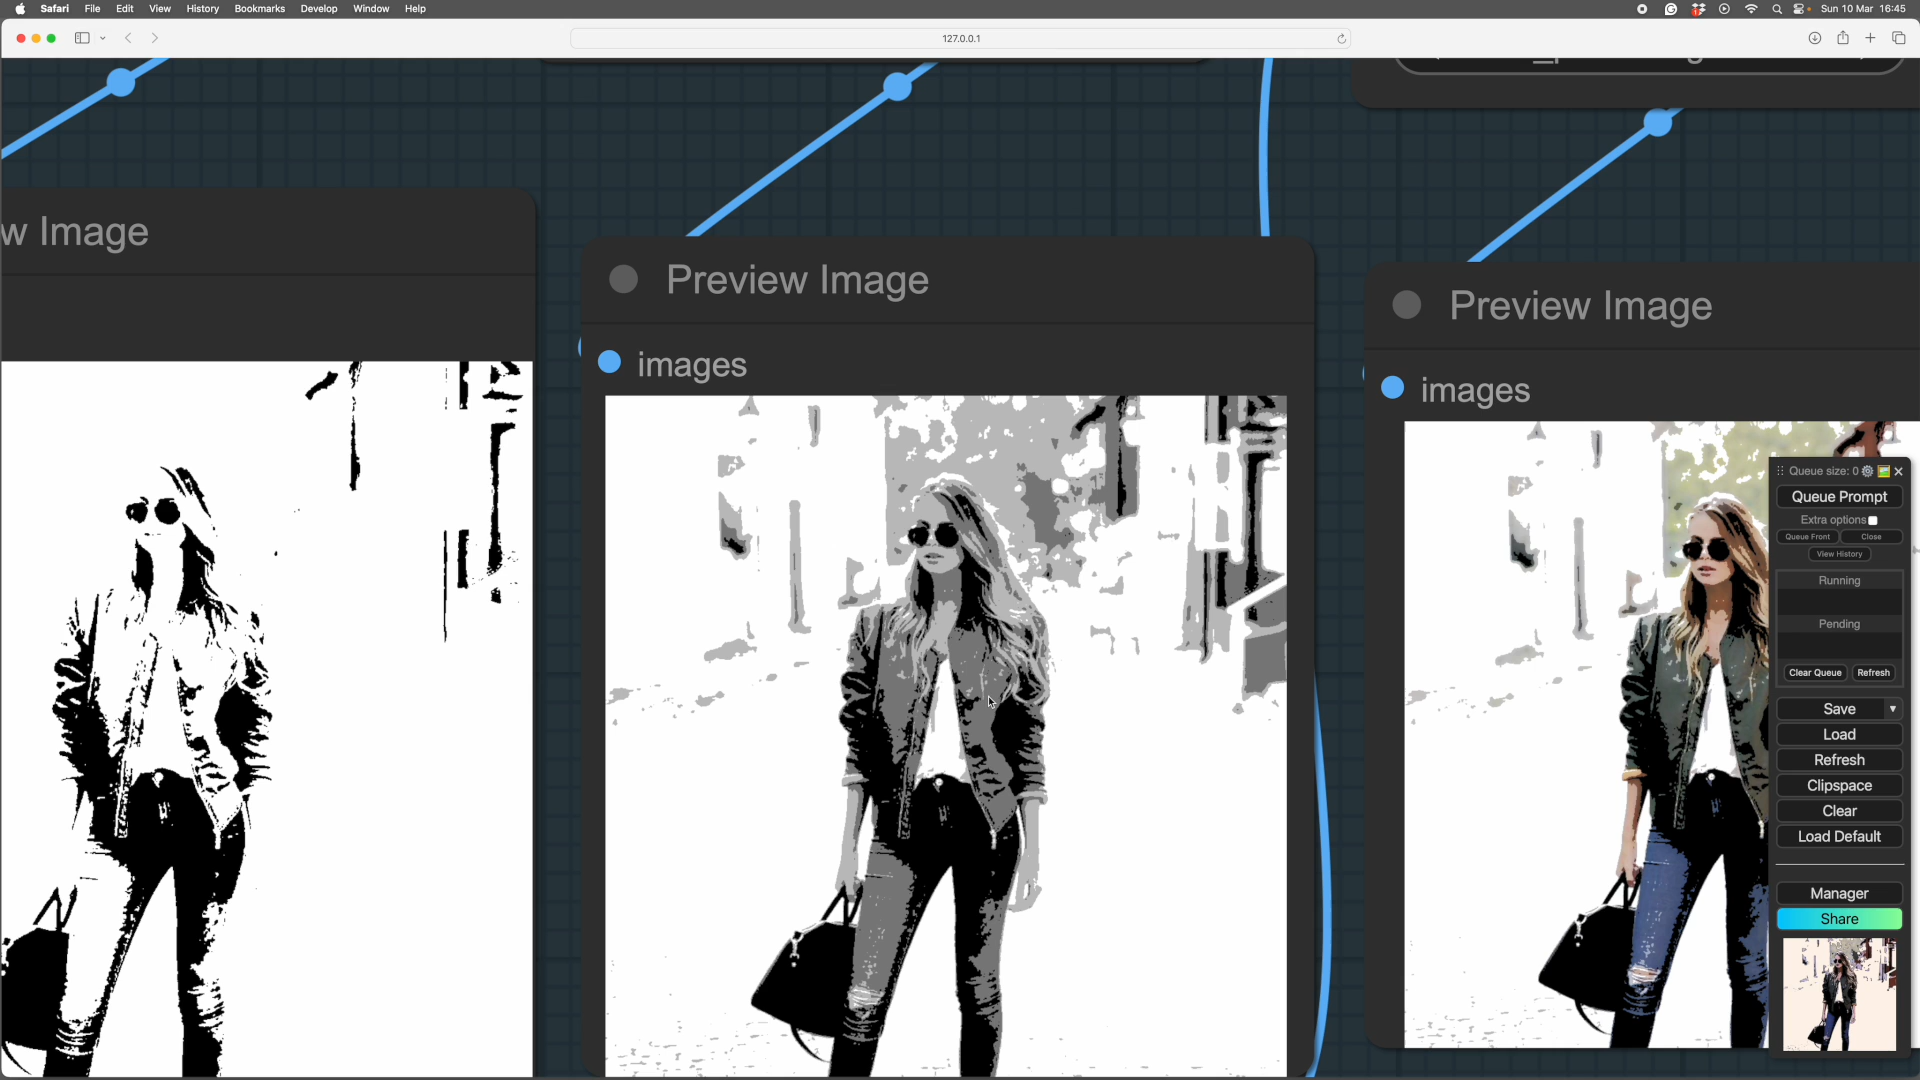 Safari File Edit View History Bookmarks Develop Window Help
Sun 10 Mar 16:45
127.0.0.1
w Image
Preview Image
images
Preview Image
images
Queue size: 0
Queue Prompt
Extra options
Queue Front Close
View History
Running
Pending
Clear Queue Refresh
Save
Load
Refresh
Clipspace
Clear
Load Default
Manager
Share